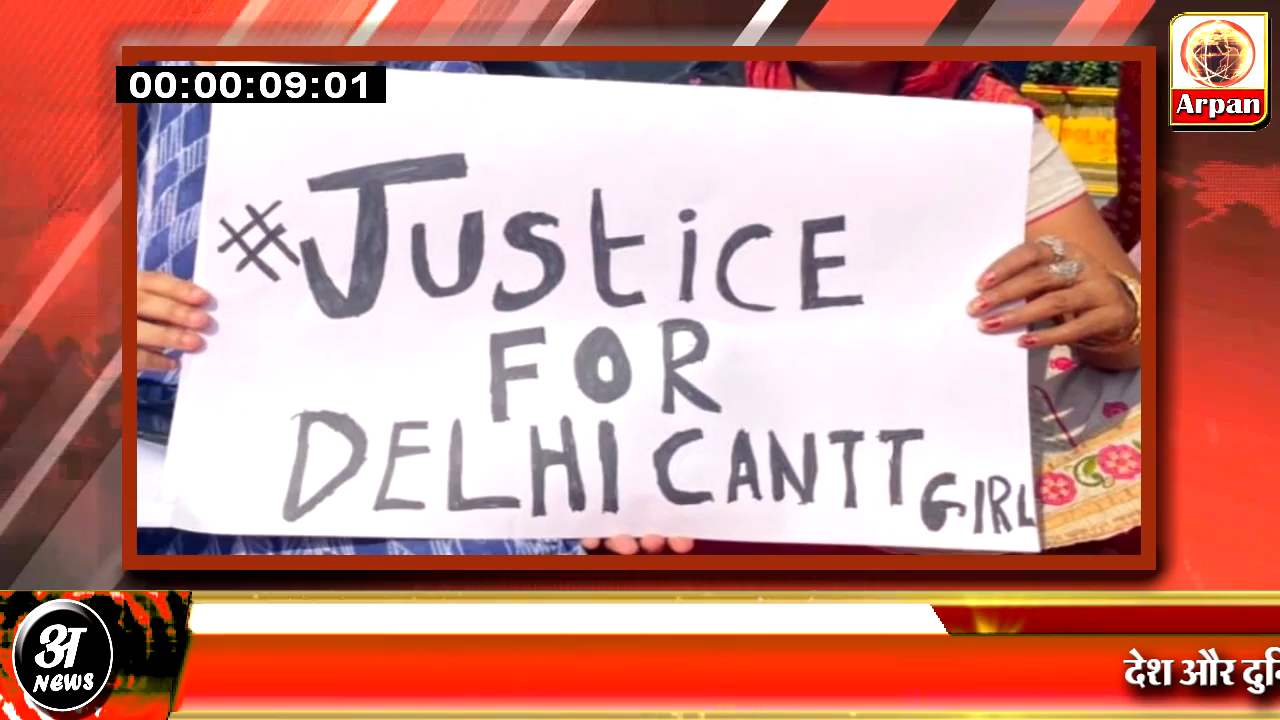 00:00:09:01
Arpan
#JUStiCE
FOR
DELHI CANTT GIRL
अ
NEWS
देश और